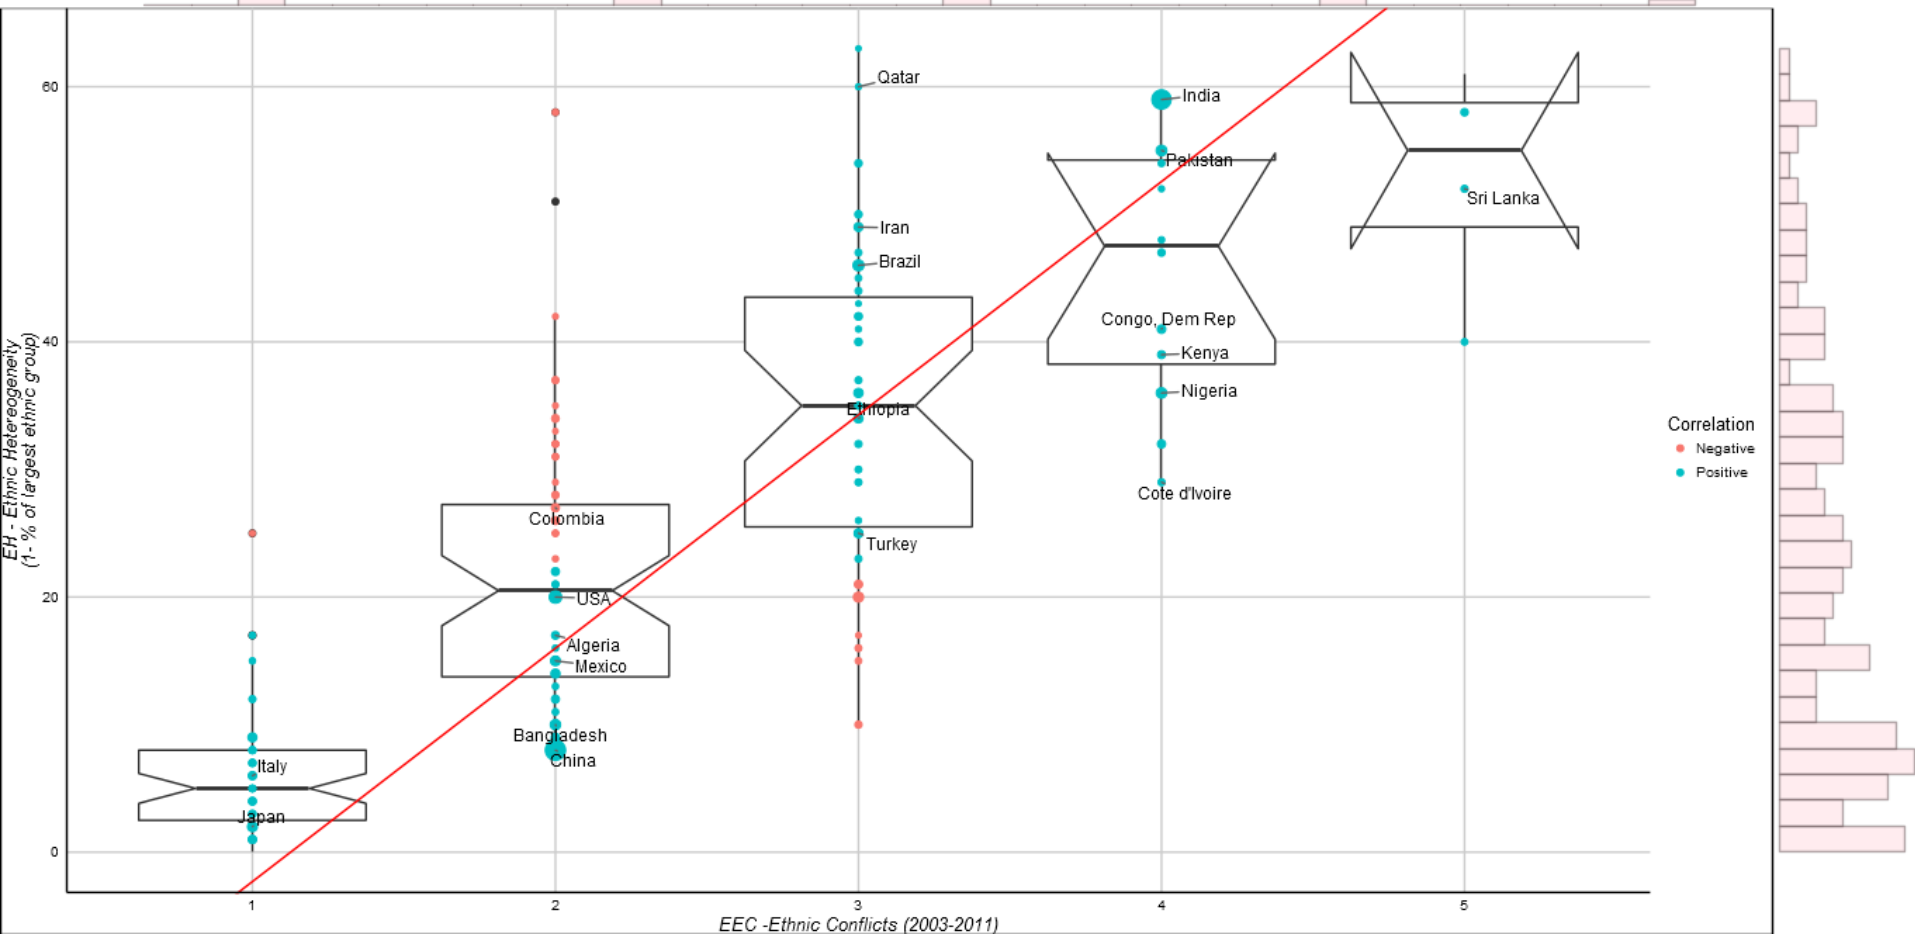 60
40
20
0
EH - Ethnic Heterogeneity
(1- % of largest ethnic group)
Qatar
India
Pakistan
Sri Lanka
Iran
Brazil
Congo, Dem Rep
Kenya
Nigeria
Ethiopia
Cote d'Ivoire
Colombia
Turkey
USA
Algeria
Mexico
Bangladesh
China
Italy
Japan
Correlation
Negative
Positive
1
2
3
4
5
EEC -Ethnic Conflicts (2003-2011)